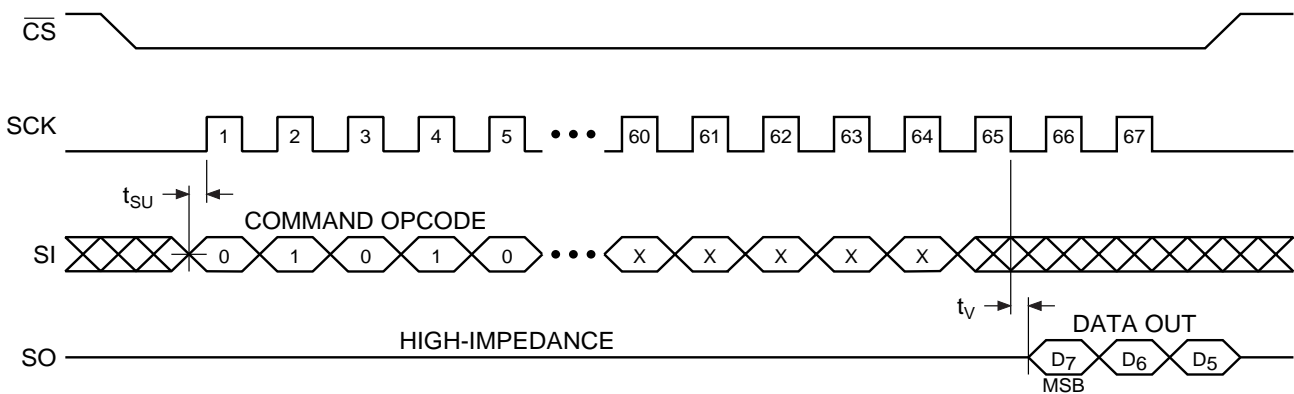 CS
SCK
1 2 3 4 5 ••• 60 61 62 63 64 65 66 67
tSU
COMMAND OPCODE
SI
0 1 0 1 0 ••• X X X X X
tV
HIGH-IMPEDANCE
DATA OUT
SO
D7 D6 D5
MSB